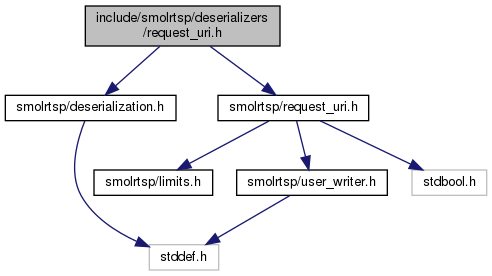 include/smolrtsp/deserializers
/request_uri.h
smolrtsp/deserialization.h
smolrtsp/request_uri.h
smolrtsp/limits.h
smolrtsp/user_writer.h
stdbool.h
stddef.h